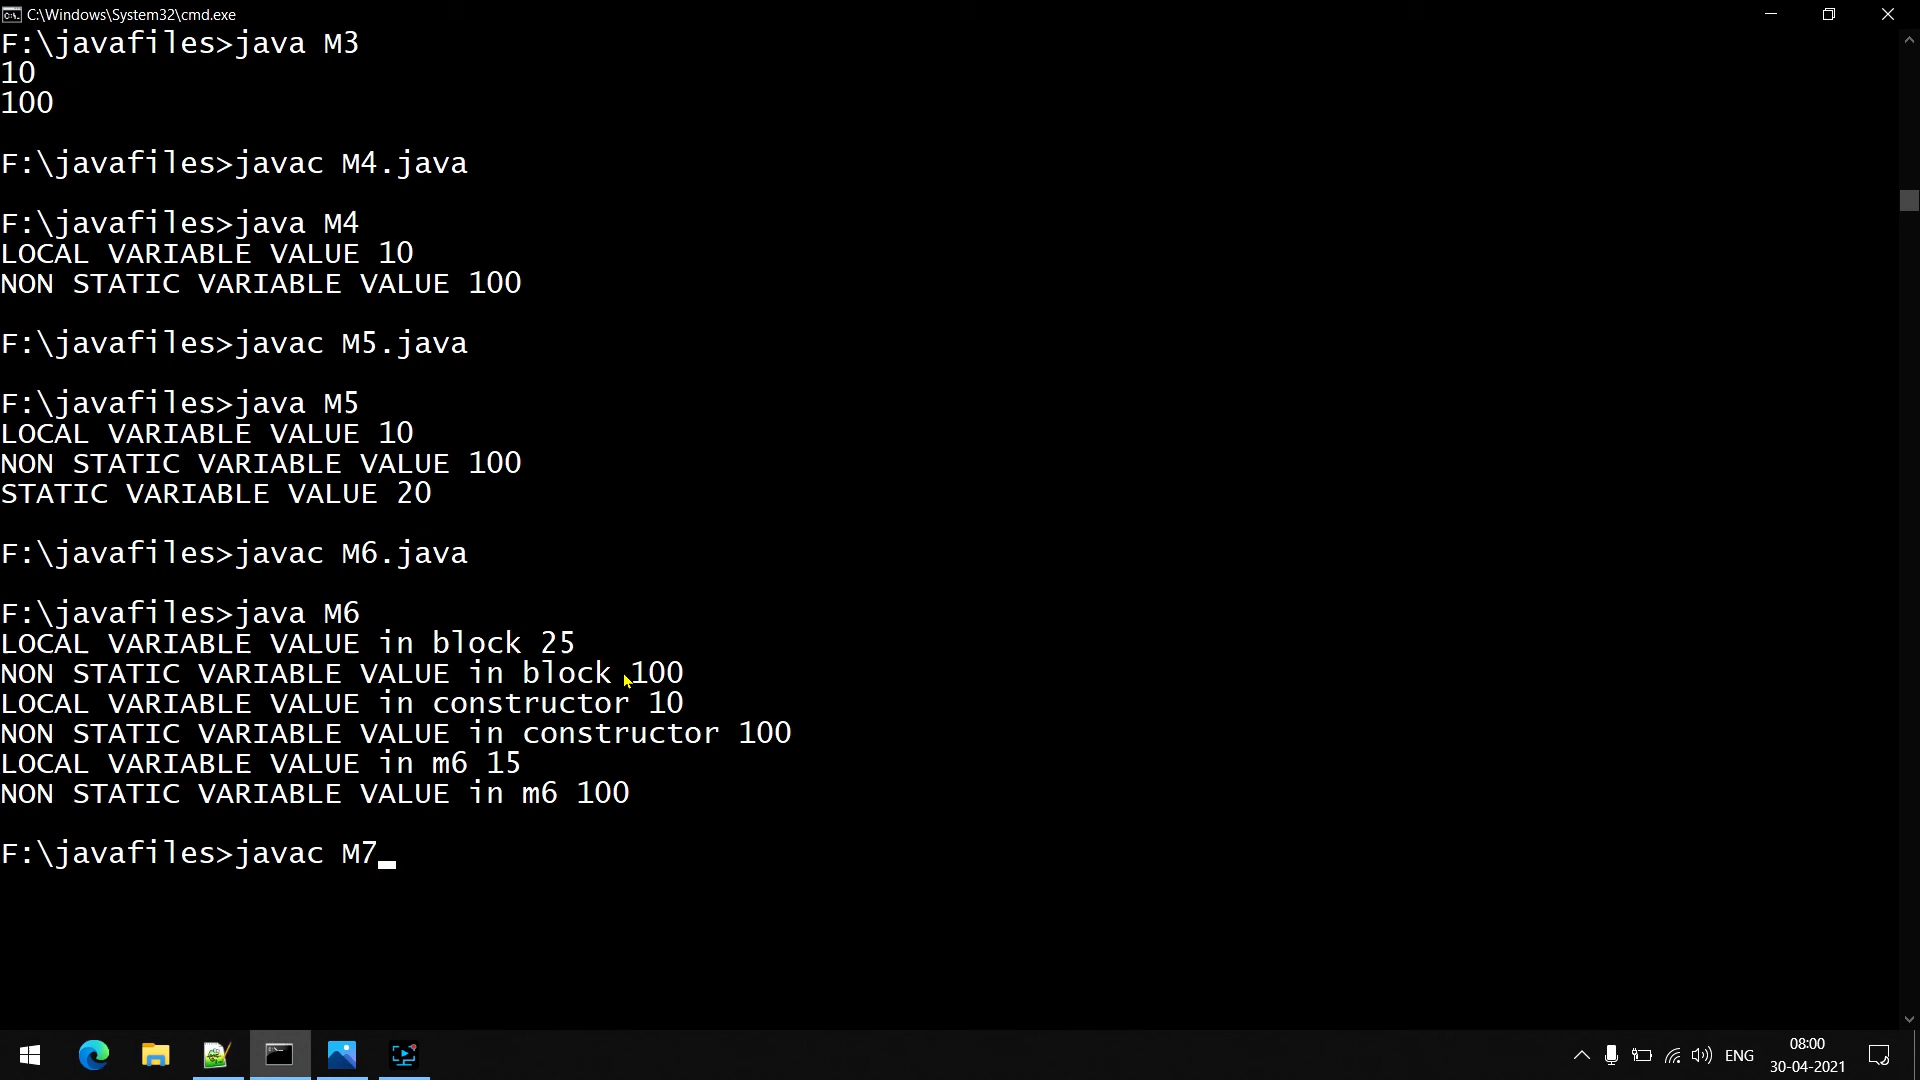 C:\Windows\System32\cmd.exe
F:\javafiles>java M3
10
100
F:\javafiles>javac M4.java
F:\javafiles>java M4
LOCAL VARIABLE VALUE 10
NON STATIC VARIABLE VALUE 100
F:\javafiles>javac M5.java
F:\javafiles>java M5
LOCAL VARIABLE VALUE 10
NON STATIC VARIABLE VALUE 100
STATIC VARIABLE VALUE 20
F:\javafiles>javac M6.java
F:\javafiles>java M6
LOCAL VARIABLE VALUE in block 25
NON STATIC VARIABLE VALUE in block 100
LOCAL VARIABLE VALUE in constructor 10
NON STATIC VARIABLE VALUE in constructor 100
LOCAL VARIABLE VALUE in m6 15
NON STATIC VARIABLE VALUE in m6 100
F:\javafiles>javac M7_
ENG
08:00
30-04-2021